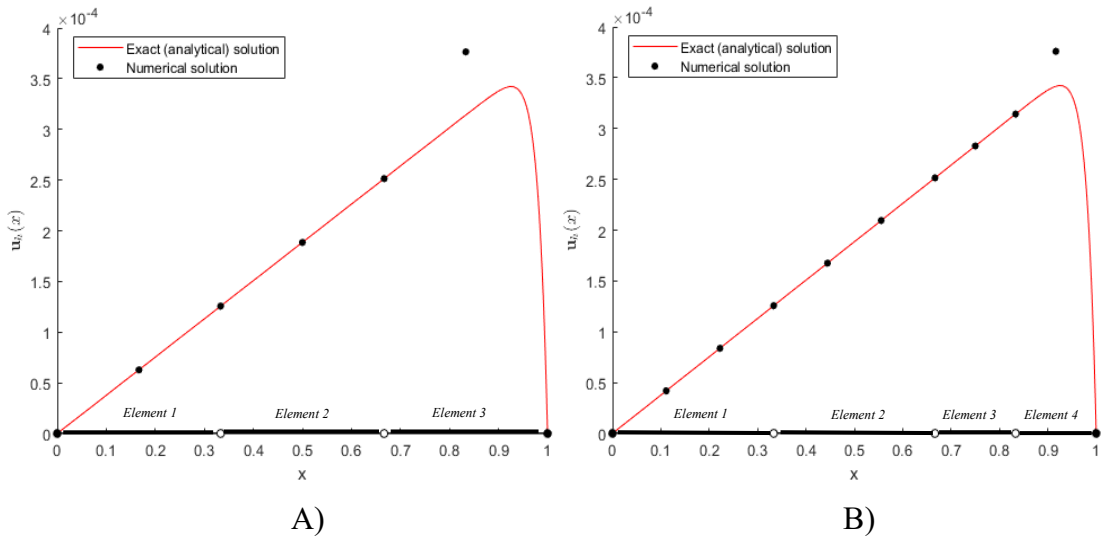 ×10⁻⁴
4
3.5
3
2.5
2
1.5
1
0.5
0
u_h(x)
Exact (analytical) solution
Numerical solution
Element 1
Element 2
Element 3
0 0.1 0.2 0.3 0.4 0.5 0.6 0.7 0.8 0.9 1
x
A)
×10⁻⁴
4
3.5
3
2.5
2
1.5
1
0.5
0
u_h(x)
Exact (analytical) solution
Numerical solution
Element 1
Element 2
Element 3
Element 4
0 0.1 0.2 0.3 0.4 0.5 0.6 0.7 0.8 0.9 1
x
B)